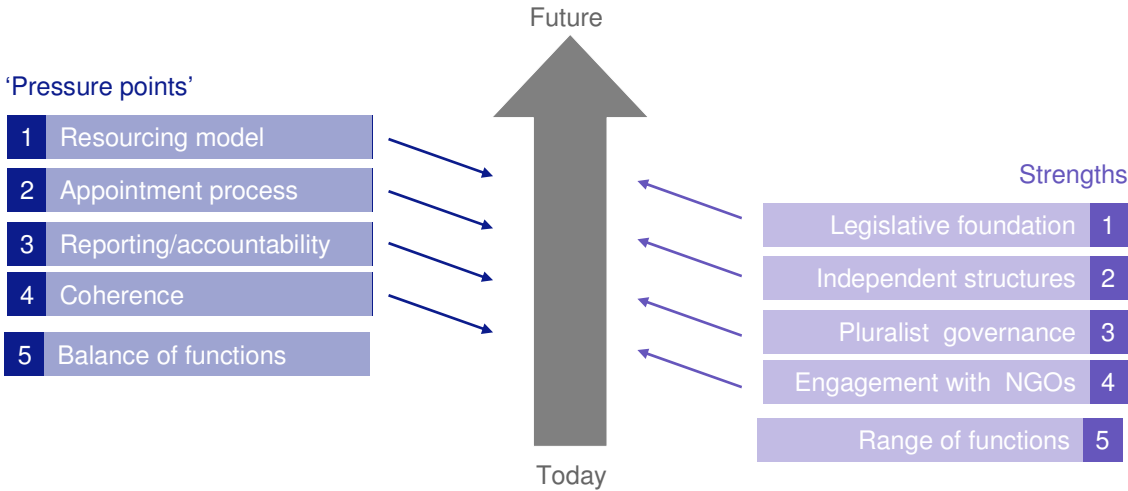 Future
‘Pressure points’
1 Resourcing model
2 Appointment process
3 Reporting/accountability
4 Coherence
5 Balance of functions
Strengths
Legislative foundation 1
Independent structures 2
Pluralist governance 3
Engagement with NGOs 4
Range of functions 5
Today